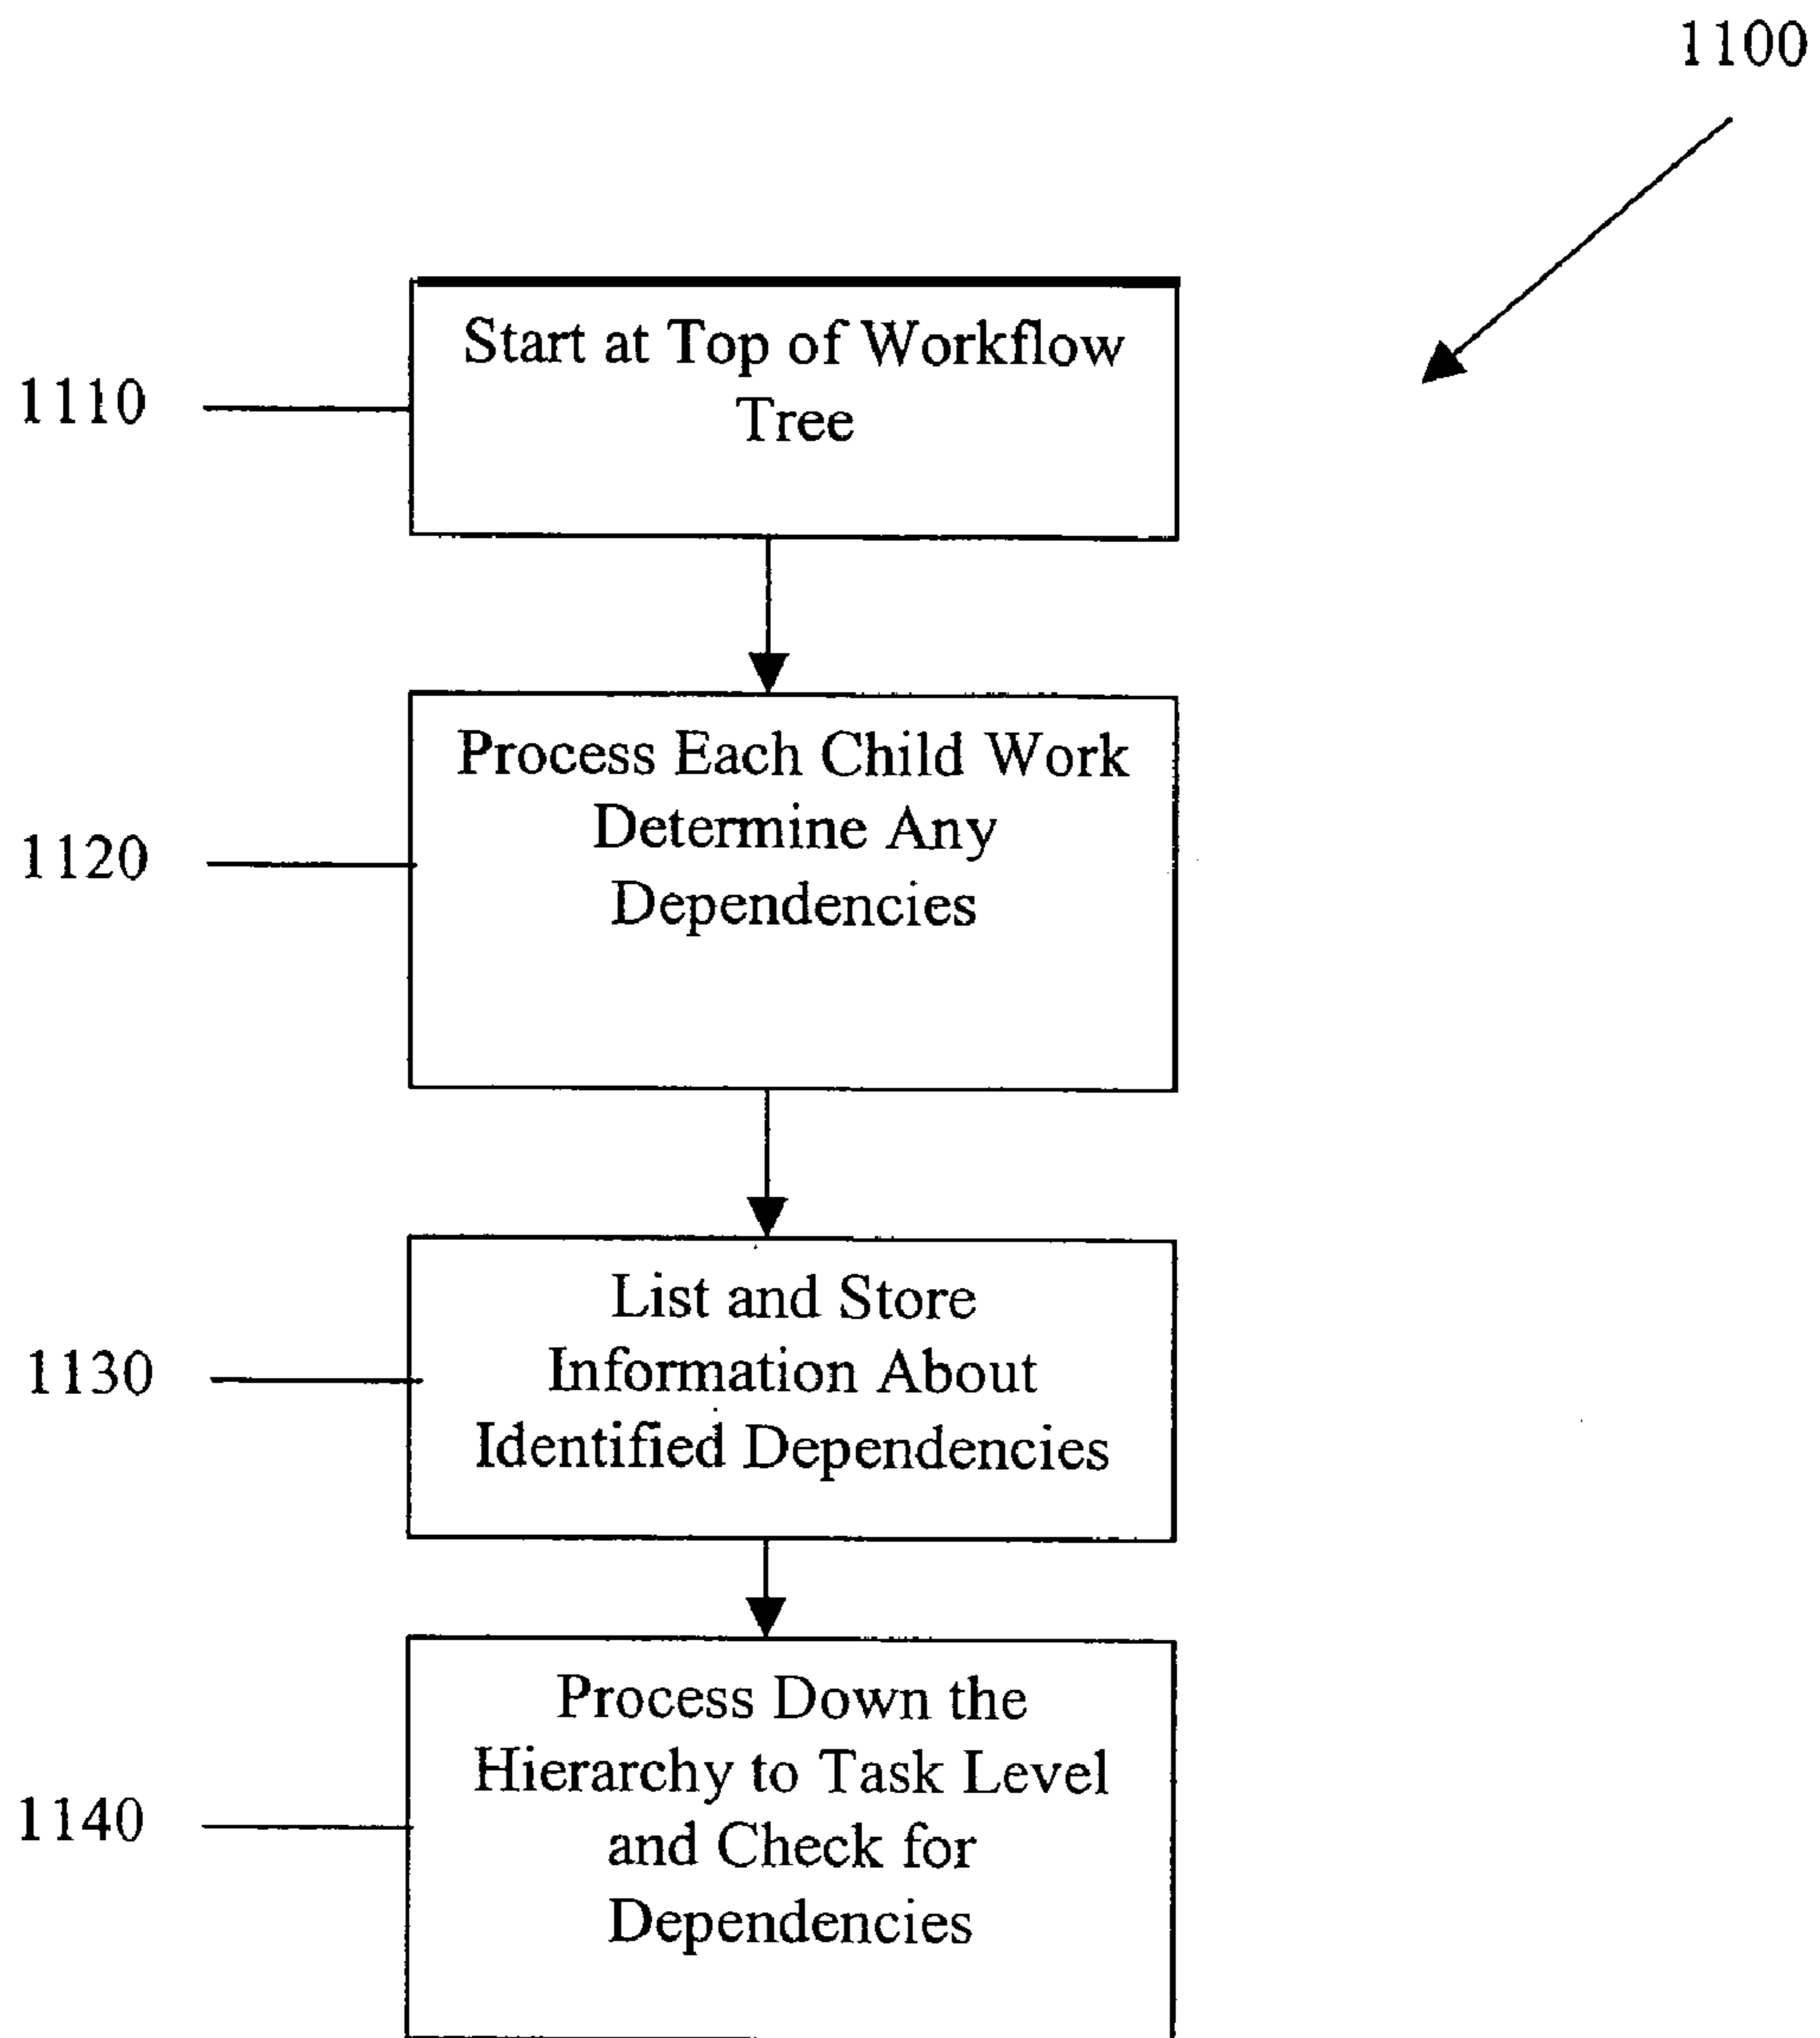 1100
Start at Top of Workflow
Tree
1110
Process Each Child Work
Determine Any
Dependencies
1120
List and Store
Information About
Identified Dependencies
1130
Process Down the
Hierarchy to Task Level
and Check for
Dependencies
1140